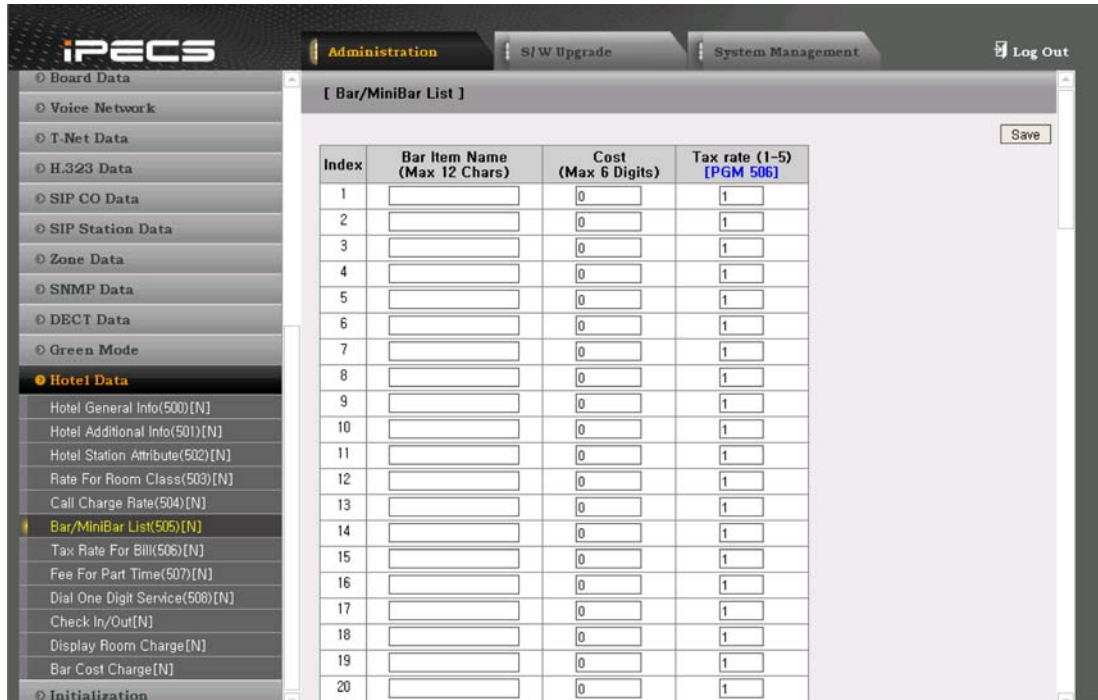 iPECS
Administration
S/W Upgrade
System Management
Log Out
Board Data
Voice Network
T-Net Data
H.323 Data
SIP CO Data
SIP Station Data
Zone Data
SNMP Data
DECT Data
Green Mode
Hotel Data
Hotel General Info(500)[N]
Hotel Additional Info(501)[N]
Hotel Station Attribute(502)[N]
Rate For Room Class(503)[N]
Call Charge Rate(504)[N]
Bar/MiniBar List(505)[N]
Tax Rate For Bill(506)[N]
Fee For Part Time(507)[N]
Dial One Digit Service(508)[N]
Check In/Out[N]
Display Room Charge[N]
Bar Cost Charge[N]
Initialization
[ Bar/MiniBar List ]
Save
Index Bar Item Name (Max 12 Chars) Cost (Max 6 Digits) Tax rate (1-5) [PGM 506]
1 0 1
2 0 1
3 0 1
4 0 1
5 0 1
6 0 1
7 0 1
8 0 1
9 0 1
10 0 1
11 0 1
12 0 1
13 0 1
14 0 1
15 0 1
16 0 1
17 0 1
18 0 1
19 0 1
20 0 1